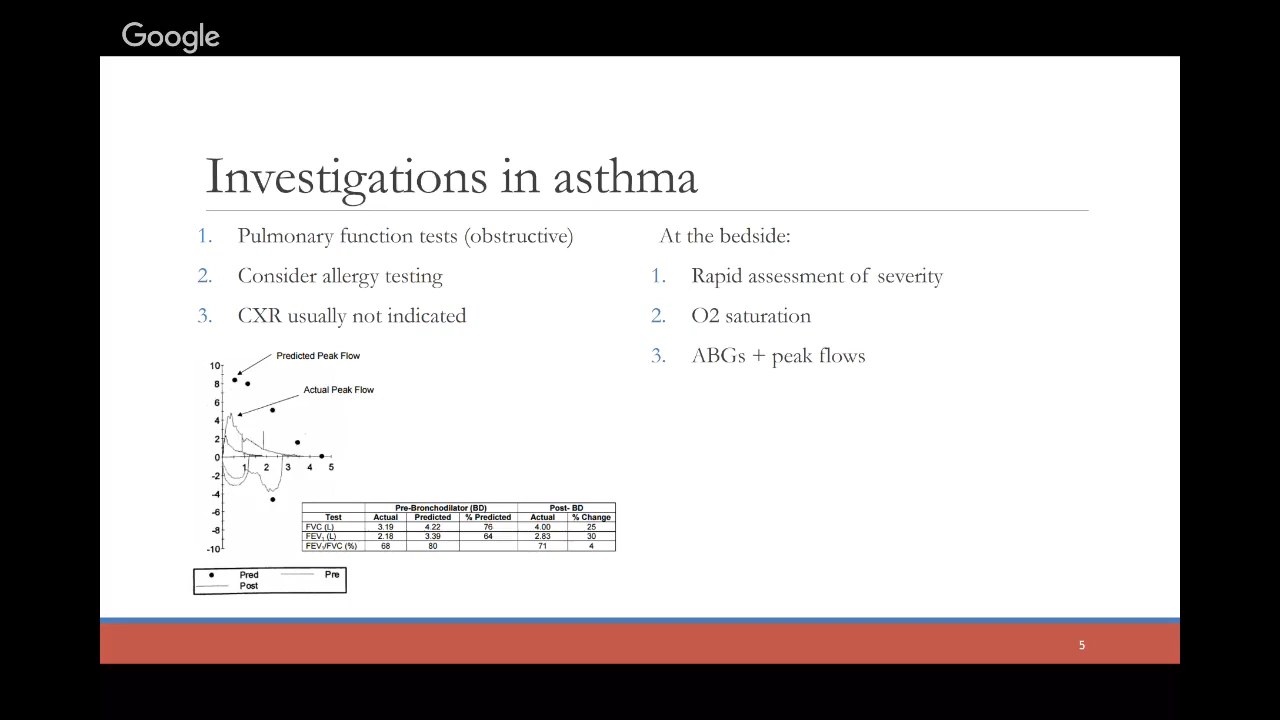 Google
Investigations in asthma
1. Pulmonary function tests (obstructive)
2. Consider allergy testing
3. CXR usually not indicated
At the bedside:
1. Rapid assessment of severity
2. O2 saturation
3. ABGs + peak flows
Predicted Peak Flow
Actual Peak Flow
10
8
6
4
2
0
-2
-4
-6
-8
-10
1 2 3 4 5
Pre-Bronchodilator (BD) Post- BD
Test Actual Predicted % Predicted Actual % Change
FVC (L) 3.19 4.22 76 4.00 25
FEV₁ (L) 2.18 3.39 64 2.83 30
FEV₁/FVC (%) 68 80 71 4
Pred Pre
Post
5